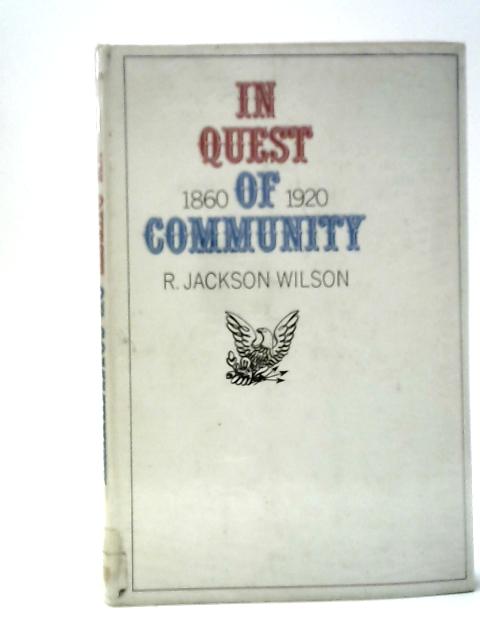 IN
QUEST
1860 OF 1920
COMMUNITY
R. JACKSON WILSON